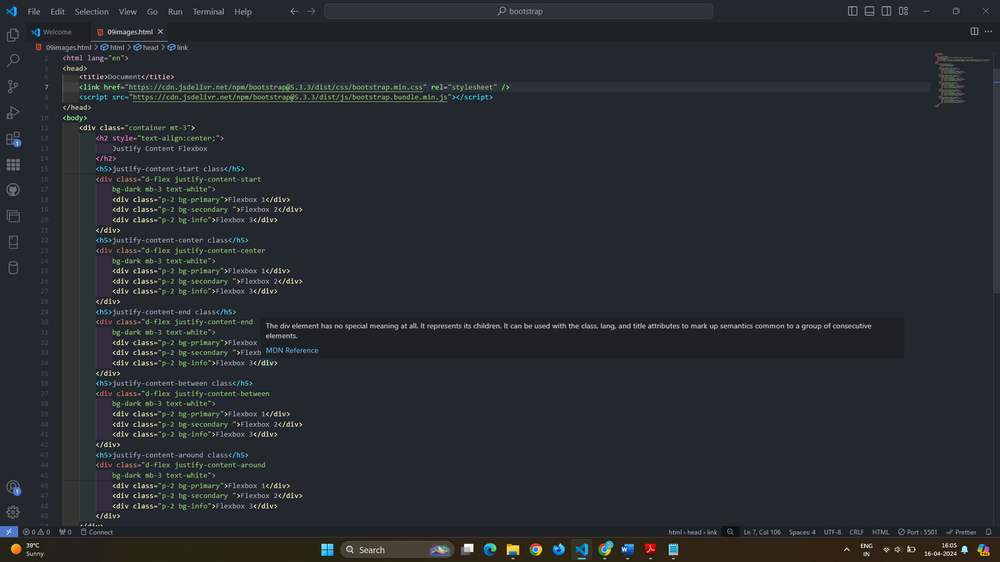 File Edit Selection View Go Run Terminal Help
bootstrap
Welcome
09images.html
09images.html > html > head > link
2 <html lang="en">
3 <head>
6 <title>Document</title>
7 <link href="https://cdn.jsdelivr.net/npm/bootstrap@5.3.3/dist/css/bootstrap.min.css" rel="stylesheet" />
8 <script src="https://cdn.jsdelivr.net/npm/bootstrap@5.3.3/dist/js/bootstrap.bundle.min.js"></script>
9 </head>
10 <body>
11 <div class="container mt-3">
12 <h2 style="text-align:center;">
13 Justify Content Flexbox
14 </h2>
15 <h5>justify-content-start class</h5>
16 <div class="d-flex justify-content-start
17 bg-dark mb-3 text-white">
18 <div class="p-2 bg-primary">Flexbox 1</div>
19 <div class="p-2 bg-secondary ">Flexbox 2</div>
20 <div class="p-2 bg-info">Flexbox 3</div>
21 </div>
22 <h5>justify-content-center class</h5>
23 <div class="d-flex justify-content-center
24 bg-dark mb-3 text-white">
25 <div class="p-2 bg-primary">Flexbox 1</div>
26 <div class="p-2 bg-secondary ">Flexbox 2</div>
27 <div class="p-2 bg-info">Flexbox 3</div>
28 </div>
29 <h5>justify-content-end class</h5>
30 <div class="d-flex justify-content-end
31 bg-dark mb-3 text-white">
32 <div class="p-2 bg-primary">Flexbox
33 <div class="p-2 bg-secondary ">Flexb
34 <div class="p-2 bg-info">Flexbox 3</div>
The div element has no special meaning at all. It represents its children. It can be used with the class, lang, and title attributes to mark up semantics common to a group of consecutive
elements.
MDN Reference
35 </div>
36 <h5>justify-content-between class</h5>
37 <div class="d-flex justify-content-between
38 bg-dark mb-3 text-white">
39 <div class="p-2 bg-primary">Flexbox 1</div>
40 <div class="p-2 bg-secondary ">Flexbox 2</div>
41 <div class="p-2 bg-info">Flexbox 3</div>
42 </div>
43 <h5>justify-content-around class</h5>
44 <div class="d-flex justify-content-around
45 bg-dark mb-3 text-white">
46 <div class="p-2 bg-primary">Flexbox 1</div>
47 <div class="p-2 bg-secondary ">Flexbox 2</div>
48 <div class="p-2 bg-info">Flexbox 3</div>
49 </div>
1
1
0 0 0 Connect
html › head › link Ln 7, Col 106 Spaces: 4 UTF-8 CRLF HTML Port : 5501 Prettier
39°C
Sunny
Search
ENG
IN
16:05
16-04-2024